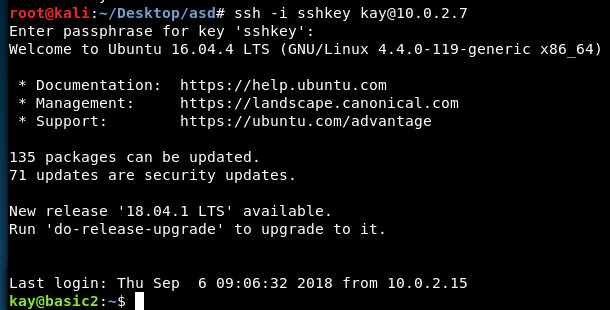 root@kali:~/Desktop/asd# ssh -i sshkey kay@10.0.2.7
Enter passphrase for key 'sshkey':
Welcome to Ubuntu 16.04.4 LTS (GNU/Linux 4.4.0-119-generic x86_64)
* Documentation:  https://help.ubuntu.com
* Management:     https://landscape.canonical.com
* Support:        https://ubuntu.com/advantage
135 packages can be updated.
71 updates are security updates.
New release '18.04.1 LTS' available.
Run 'do-release-upgrade' to upgrade to it.
Last login: Thu Sep  6 09:06:32 2018 from 10.0.2.15
kay@basic2:~$